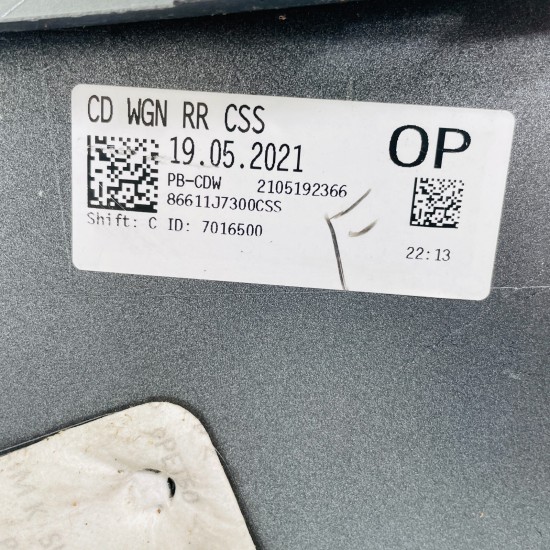 CD WGN RR CSS
19.05.2021
OP
PB-CDW 2105192366
86611J7300CSS
Shift: C ID: 7016500
22:13